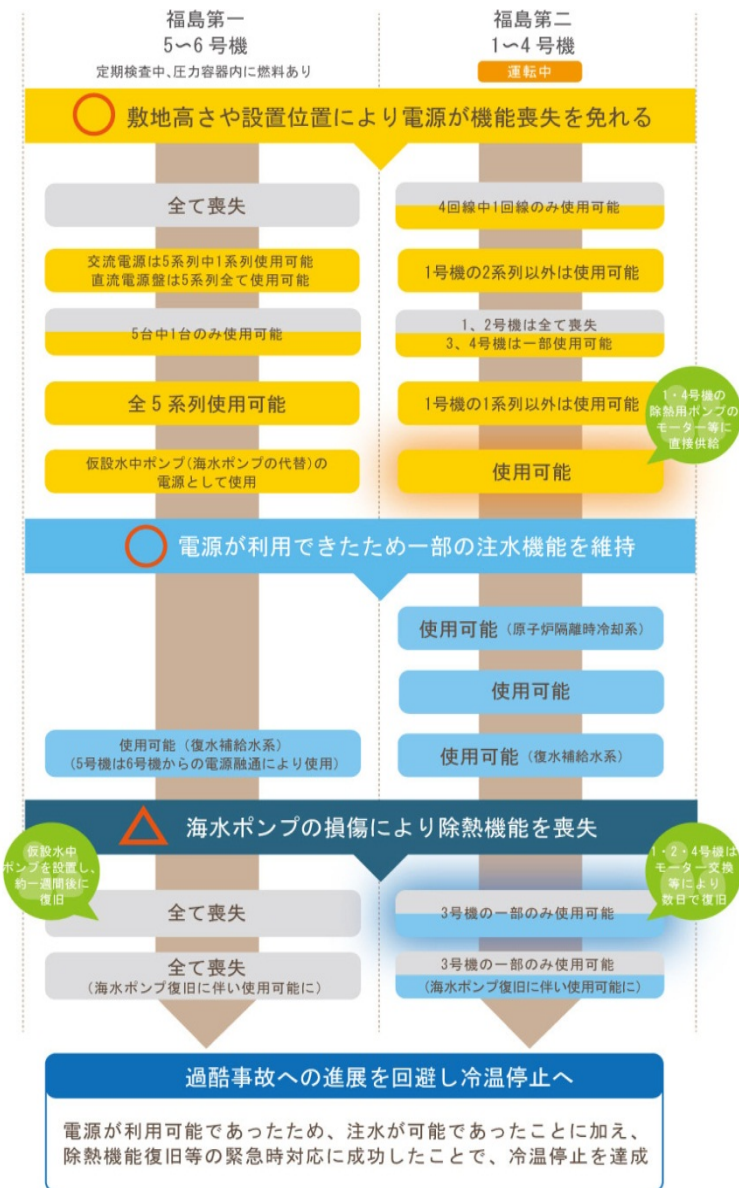 福島第一
5〜6 号機
定期検査中、圧力容器内に燃料あり
福島第二
1〜4 号機
運転中
敷地高さや設置位置により電源が機能喪失を免れる
全て喪失
4回線中1回線のみ使用可能
交流電源は5系列中1系列使用可能
直流電源盤は5系列全て使用可能
1号機の2系列以外は使用可能
5台中1台のみ使用可能
1、2号機は全て喪失
3、4号機は一部使用可能
全 5 系列使用可能
1号機の1系列以外は使用可能
1・4号機の
除熱用ポンプの
モーター等に
直接供給
仮設水中ポンプ(海水ポンプの代替)の
電源として使用
使用可能
電源が利用できたため一部の注水機能を維持
使用可能（原子炉隔離時冷却系）
使用可能
使用可能（復水補給水系）
(5号機は6号機からの電源融通により使用)
使用可能（復水補給水系）
海水ポンプの損傷により除熱機能を喪失
仮設水中
ポンプを設置し、
約一週間後に
復旧
1・2・4号機は
モーター交換
等により
数日で復旧
全て喪失
3号機の一部のみ使用可能
全て喪失
(海水ポンプ復旧に伴い使用可能に)
3号機の一部のみ使用可能
(海水ポンプ復旧に伴い使用可能に)
過酷事故への進展を回避し冷温停止へ
電源が利用可能であったため、注水が可能であったことに加え、
除熱機能復旧等の緊急時対応に成功したことで、冷温停止を達成